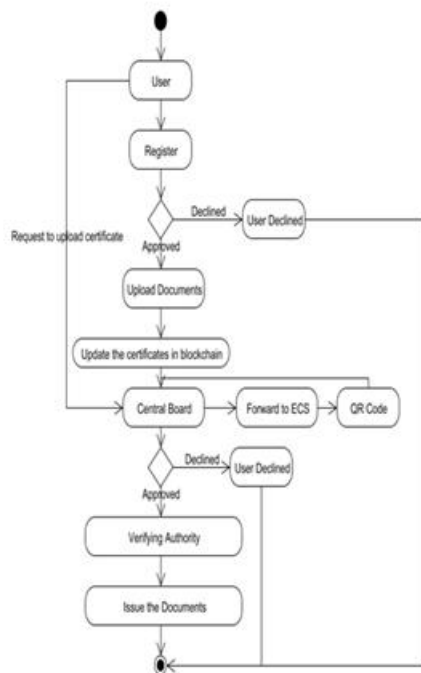 User
Register
Declined
User Declined
Request to upload certificate
Approved
Upload Documents
Update the certificates in blockchain
Central Board
Forward to ECS
QR Code
Declined
User Declined
Approved
Verifying Authority
Issue the Documents